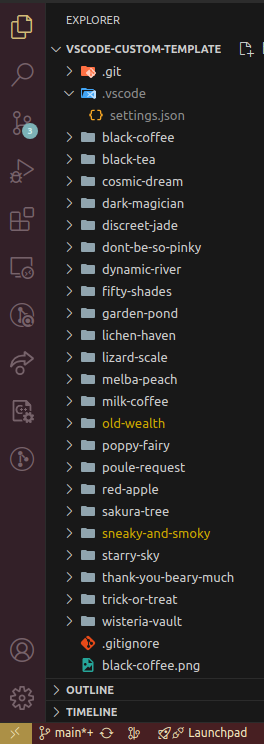 EXPLORER
VSCODE-CUSTOM-TEMPLATE
.git
.vscode
{} settings.json
3
black-coffee
black-tea
cosmic-dream
dark-magician
discreet-jade
dont-be-so-pinky
dynamic-river
fifty-shades
garden-pond
lichen-haven
lizard-scale
melba-peach
milk-coffee
old-wealth
poppy-fairy
poule-request
red-apple
sakura-tree
sneaky-and-smoky
starry-sky
thank-you-beary-much
trick-or-treat
wisteria-vault
.gitignore
black-coffee.png
OUTLINE
TIMELINE
main*+ Launchpad